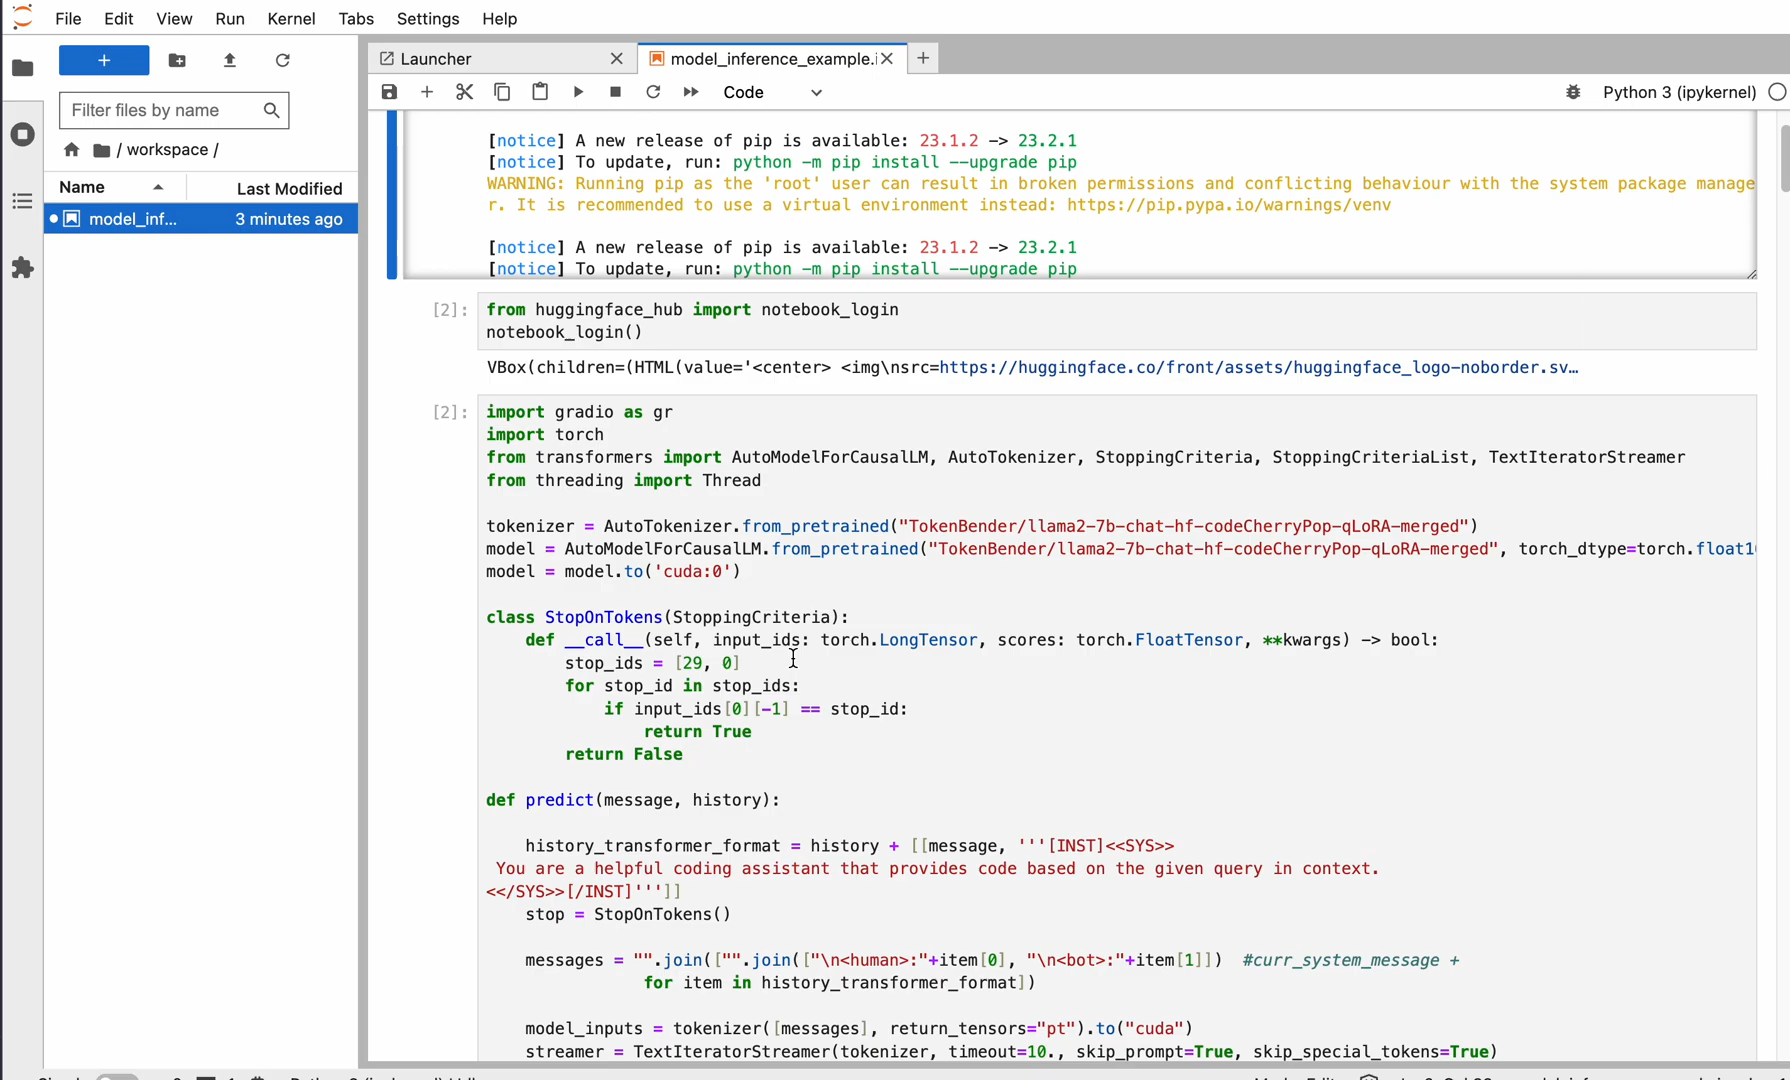 File Edit View Run Kernel Tabs Settings Help
Launcher
model_inference_example.i
Filter files by name
Code
Python 3 (ipykernel)
/ workspace /
Name Last Modified
model_inf... 3 minutes ago
[notice] A new release of pip is available: 23.1.2 -> 23.2.1
[notice] To update, run: python -m pip install --upgrade pip
WARNING: Running pip as the 'root' user can result in broken permissions and conflicting behaviour with the system package manage
r. It is recommended to use a virtual environment instead: https://pip.pypa.io/warnings/venv
[notice] A new release of pip is available: 23.1.2 -> 23.2.1
[notice] To update, run: python -m pip install --upgrade pip
[2]: from huggingface_hub import notebook_login
notebook_login()
VBox(children=(HTML(value='<center> <img\nsrc=https://huggingface.co/front/assets/huggingface_logo-noborder.sv…
[2]: import gradio as gr
import torch
from transformers import AutoModelForCausalLM, AutoTokenizer, StoppingCriteria, StoppingCriteriaList, TextIteratorStreamer
from threading import Thread
tokenizer = AutoTokenizer.from_pretrained("TokenBender/llama2-7b-chat-hf-codeCherryPop-qLoRA-merged")
model = AutoModelForCausalLM.from_pretrained("TokenBender/llama2-7b-chat-hf-codeCherryPop-qLoRA-merged", torch_dtype=torch.float1
model = model.to('cuda:0')
class StopOnTokens(StoppingCriteria):
    def __call__(self, input_ids: torch.LongTensor, scores: torch.FloatTensor, **kwargs) -> bool:
        stop_ids = [29, 0]
        for stop_id in stop_ids:
            if input_ids[0][-1] == stop_id:
                return True
        return False
def predict(message, history):
    history_transformer_format = history + [[message, '''[INST]<<SYS>>
 You are a helpful coding assistant that provides code based on the given query in context.
<</SYS>>[/INST]''']]
    stop = StopOnTokens()
    messages = "".join(["".join(["\n<human>:"+item[0], "\n<bot>:"+item[1]])  #curr_system_message +
                for item in history_transformer_format])
    model_inputs = tokenizer([messages], return_tensors="pt").to("cuda")
    streamer = TextIteratorStreamer(tokenizer, timeout=10., skip_prompt=True, skip_special_tokens=True)